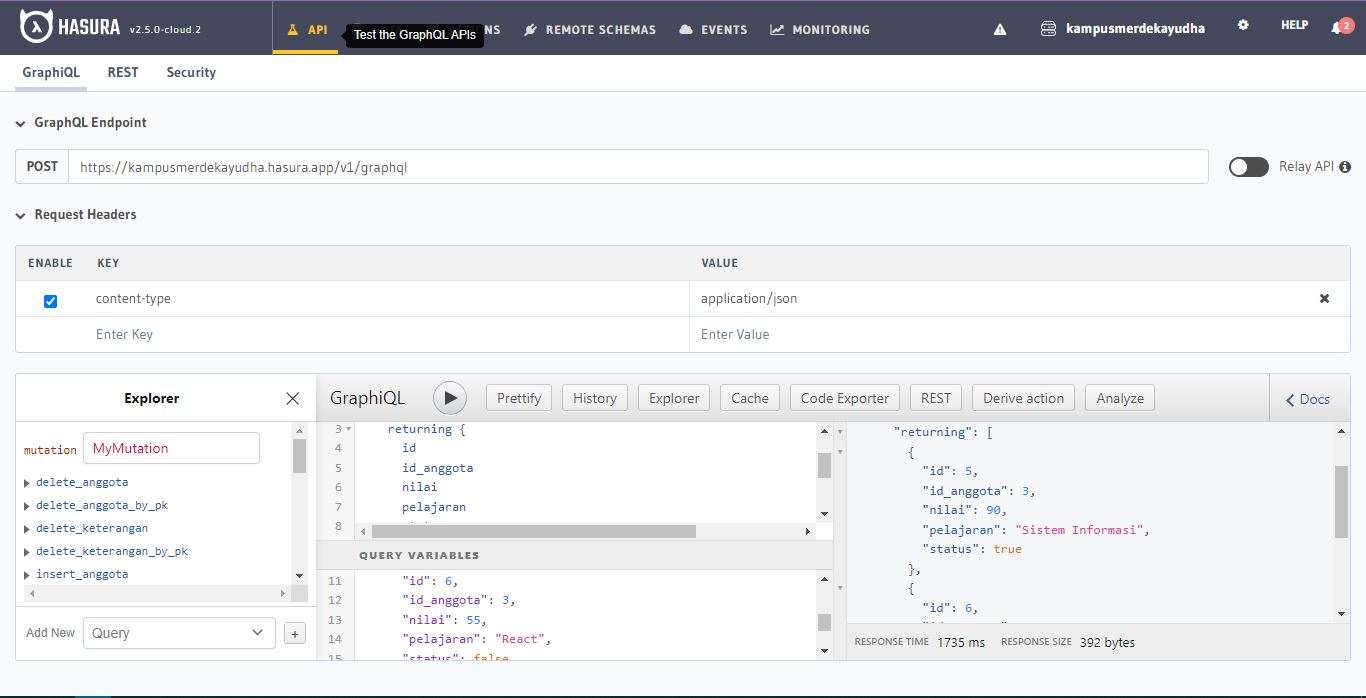 HASURA v2.5.0-cloud.2 API Test the GraphQL APIs NS REMOTE SCHEMAS EVENTS MONITORING kampusmerdekayudha HELP 2
GraphiQL REST Security
GraphQL Endpoint
POST https://kampusmerdekayudha.hasura.app/v1/graphql Relay API
Request Headers
ENABLE KEY VALUE
content-type application/json
Enter Key Enter Value
Explorer
mutation MyMutation
delete_anggota
delete_anggota_by_pk
delete_keterangan
delete_keterangan_by_pk
insert_anggota
Add New Query +
GraphiQL Prettify History Explorer Cache Code Exporter REST Derive action Analyze Docs
3 returning {
4 id
5 id_anggota
6 nilai
7 pelajaran
8
QUERY VARIABLES
11 "id": 6,
12 "id_anggota": 3,
13 "nilai": 55,
14 "pelajaran": "React",
15 "status": false
"returning": [
{
"id": 5,
"id_anggota": 3,
"nilai": 90,
"pelajaran": "Sistem Informasi",
"status": true
},
{
"id": 6,
RESPONSE TIME 1735 ms RESPONSE SIZE 392 bytes